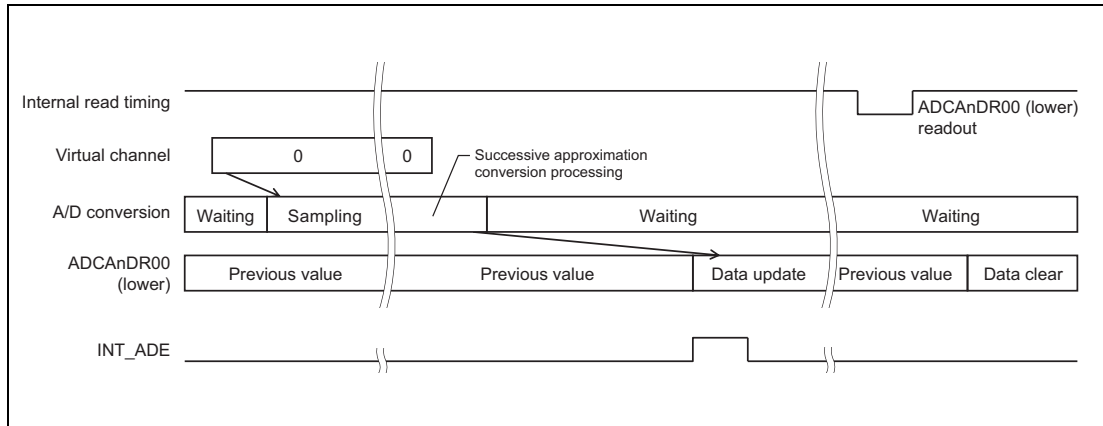 Internal read timing
ADCAnDR00 (lower)
readout
Virtual channel
0
0
Successive approximation
conversion processing
A/D conversion
Waiting
Sampling
Waiting
Waiting
ADCAnDR00
(lower)
Previous value
Previous value
Data update
Previous value
Data clear
INT_ADE